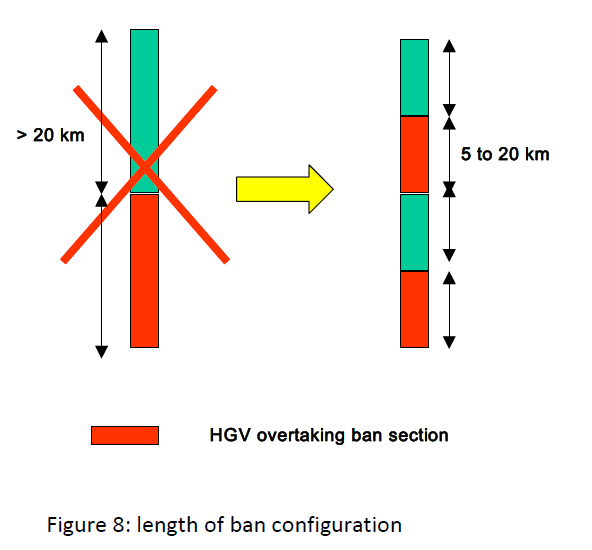 > 20 km
5 to 20 km
HGV overtaking ban section
Figure 8: length of ban configuration